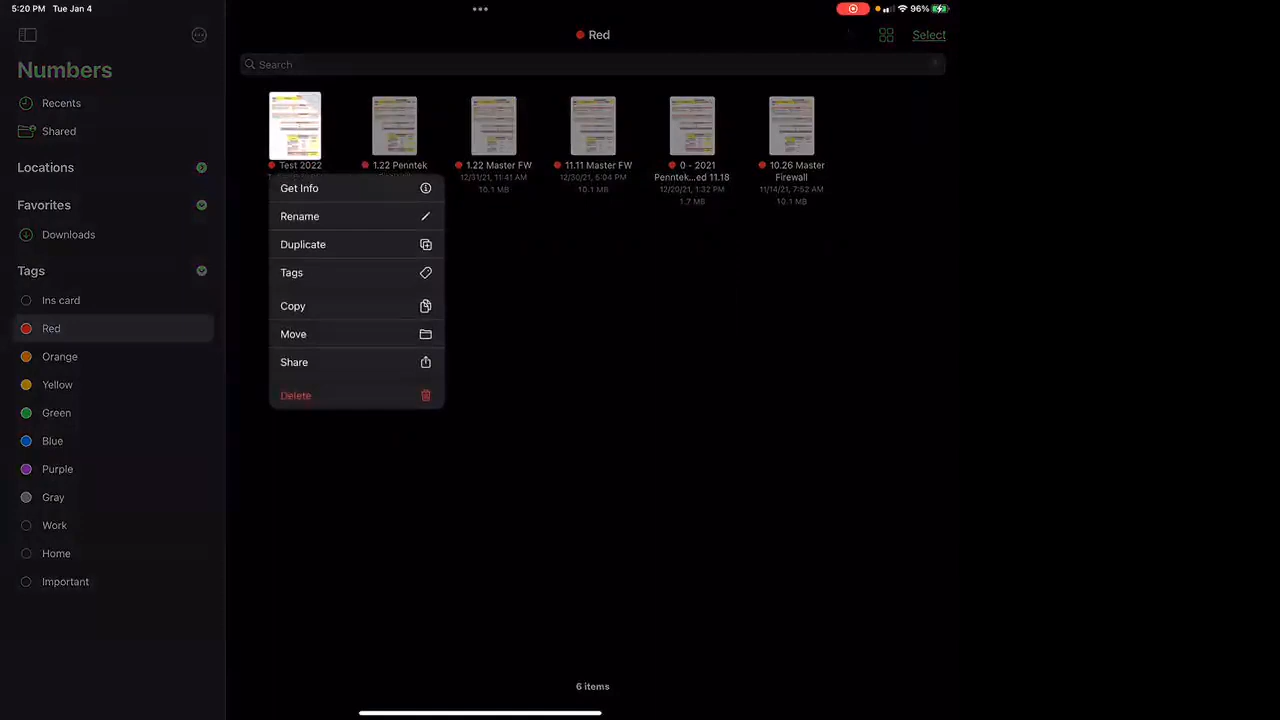 5:20 PM Tue Jan 4
96%
Numbers
Recents
Shared
Locations
Favorites
Downloads
Tags
Ins card
Red
Orange
Yellow
Green
Blue
Purple
Gray
Work
Home
Important
Red
Select
Search
Test 2022
1.22 Penntek
1.22 Master FW
12/31/21, 11:41 AM
10.1 MB
11.11 Master FW
12/30/21, 5:04 PM
10.1 MB
0 - 2021
Penntek...ed 11.18
12/20/21, 1:32 PM
1.7 MB
10.26 Master
Firewall
11/14/21, 7:52 AM
10.1 MB
Get Info
Rename
Duplicate
Tags
Copy
Move
Share
Delete
6 items